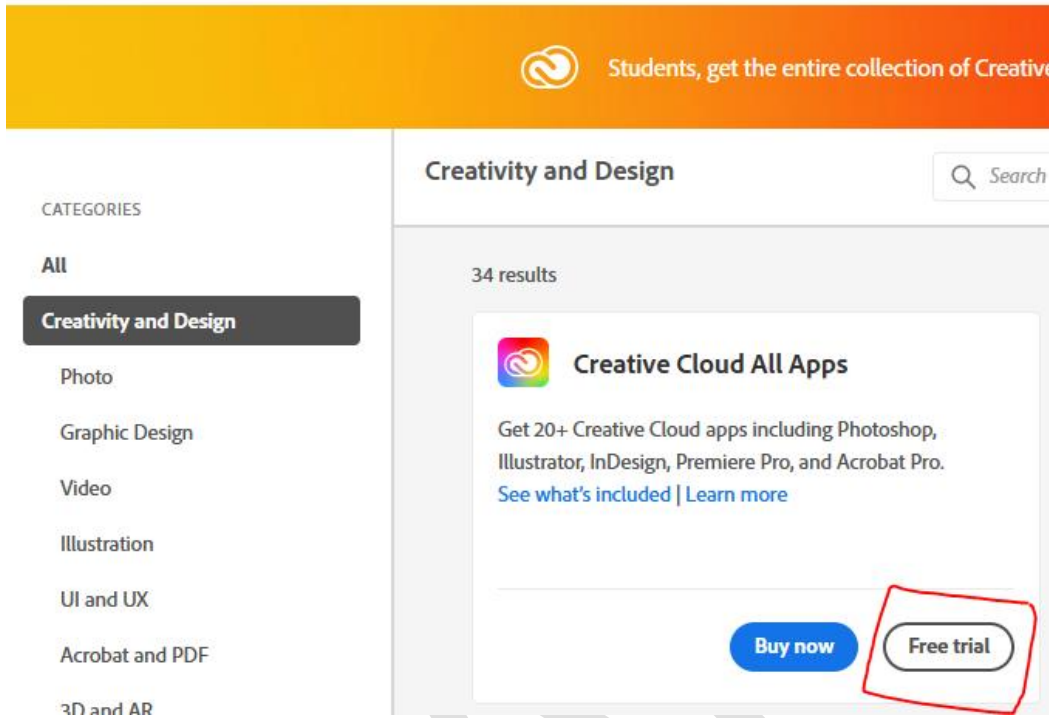 Students, get the entire collection of Creative
CATEGORIES
All
Creativity and Design
Photo
Graphic Design
Video
Illustration
UI and UX
Acrobat and PDF
3D and AR
Creativity and Design
Search
34 results
Creative Cloud All Apps
Get 20+ Creative Cloud apps including Photoshop,
Illustrator, InDesign, Premiere Pro, and Acrobat Pro.
See what's included | Learn more
Buy now
Free trial